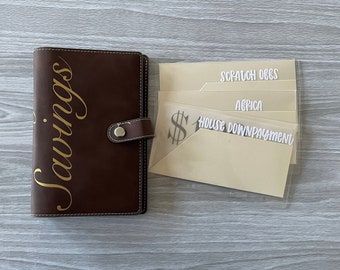 Savings
SCRATCH OFFS
AFRICA
$ HOUSE DOWNPAYMENT